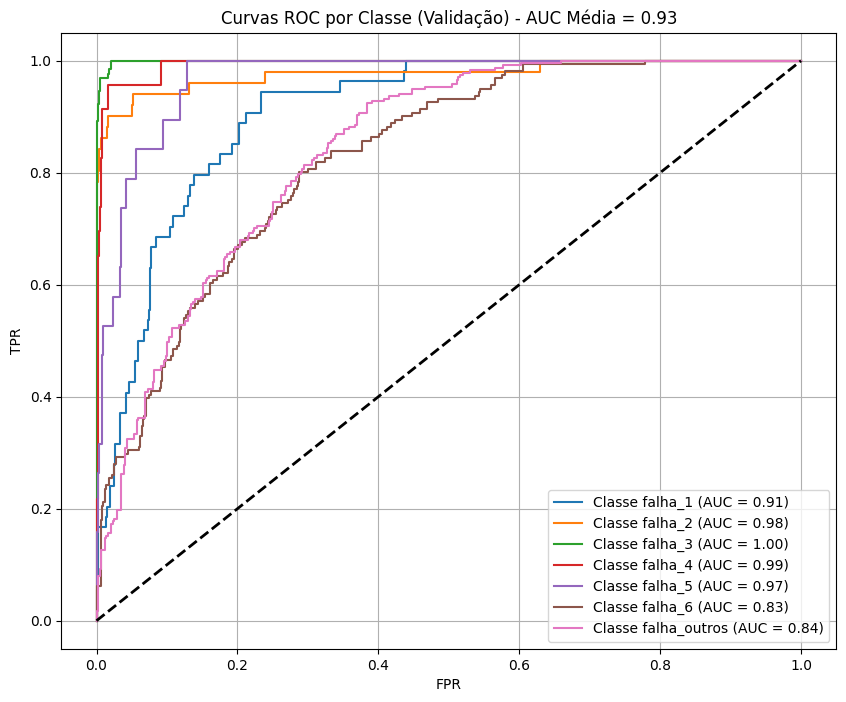 Curvas ROC por Classe (Validação) - AUC Média = 0.93
TPR
1.0
0.8
0.6
0.4
0.2
0.0
0.0 0.2 0.4 0.6 0.8 1.0
FPR
Classe falha_1 (AUC = 0.91)
Classe falha_2 (AUC = 0.98)
Classe falha_3 (AUC = 1.00)
Classe falha_4 (AUC = 0.99)
Classe falha_5 (AUC = 0.97)
Classe falha_6 (AUC = 0.83)
Classe falha_outros (AUC = 0.84)